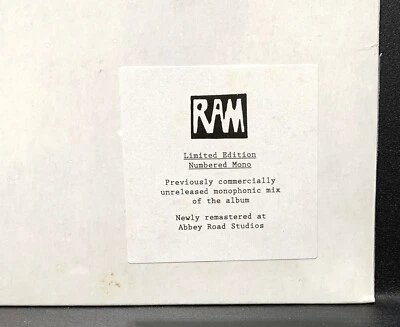 RAM
Limited Edition
Numbered Mono
Previously commercially
unreleased monophonic mix
of the album
Newly remastered at
Abbey Road Studios